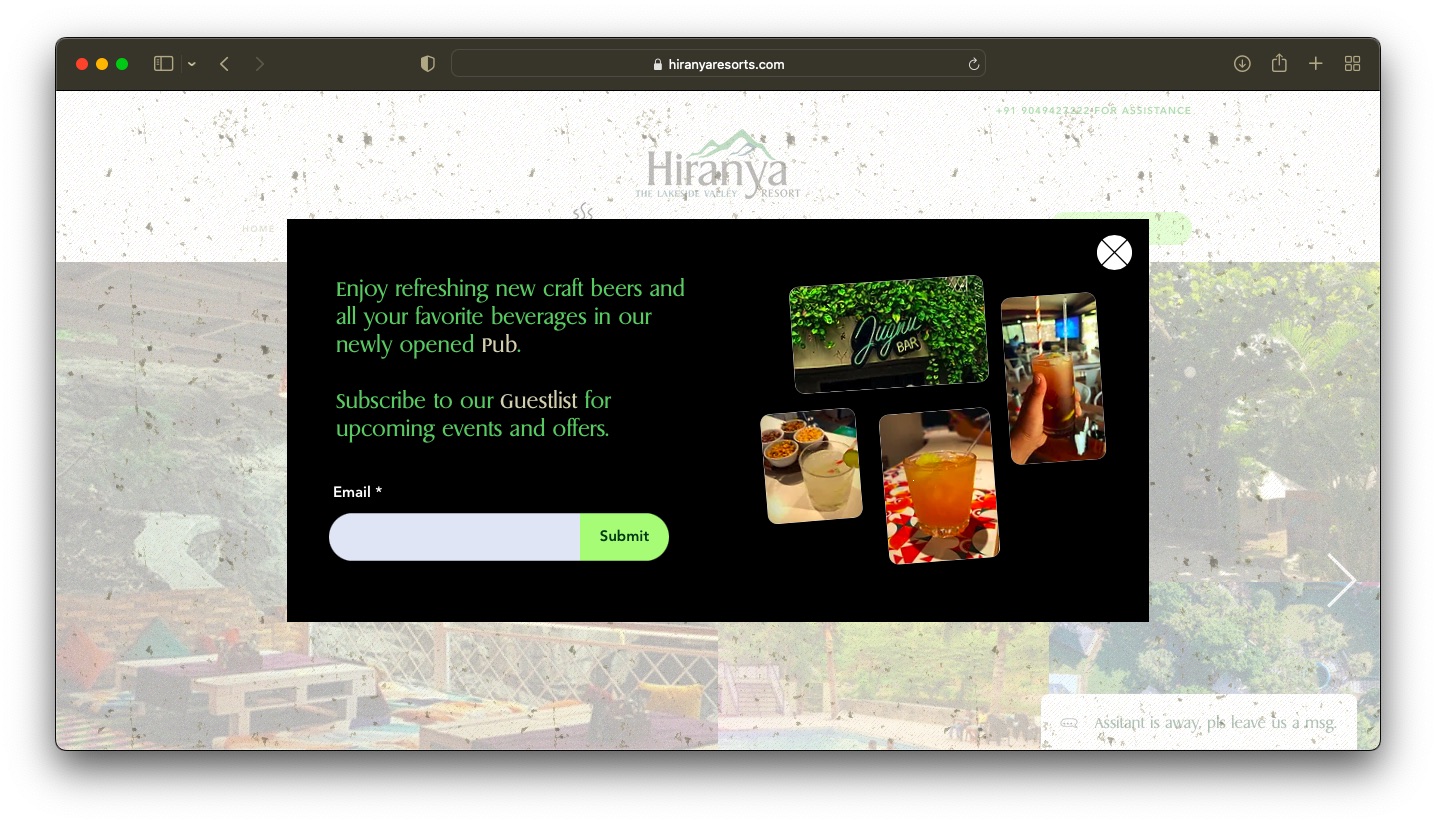 hiranyaresorts.com
+91 9049427222 FOR ASSISTANCE
Hiranya
THE LAKESIDE VALLEY RESORT
HOME
Enjoy refreshing new craft beers and
all your favorite beverages in our
newly opened Pub.
Subscribe to our Guestlist for
upcoming events and offers.
Email *
Submit
Jugnu
BAR
Assitant is away, pls leave us a msg.